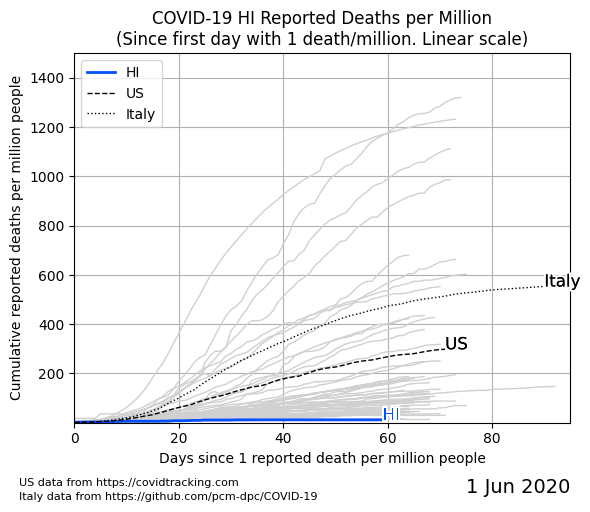 COVID-19 HI Reported Deaths per Million
(Since first day with 1 death/million. Linear scale)
HI
US
Italy
1400
1200
1000
800
600
400
200
Cumulative reported deaths per million people
Italy
US
HI
0 20 40 60 80
Days since 1 reported death per million people
US data from https://covidtracking.com
Italy data from https://github.com/pcm-dpc/COVID-19
1 Jun 2020